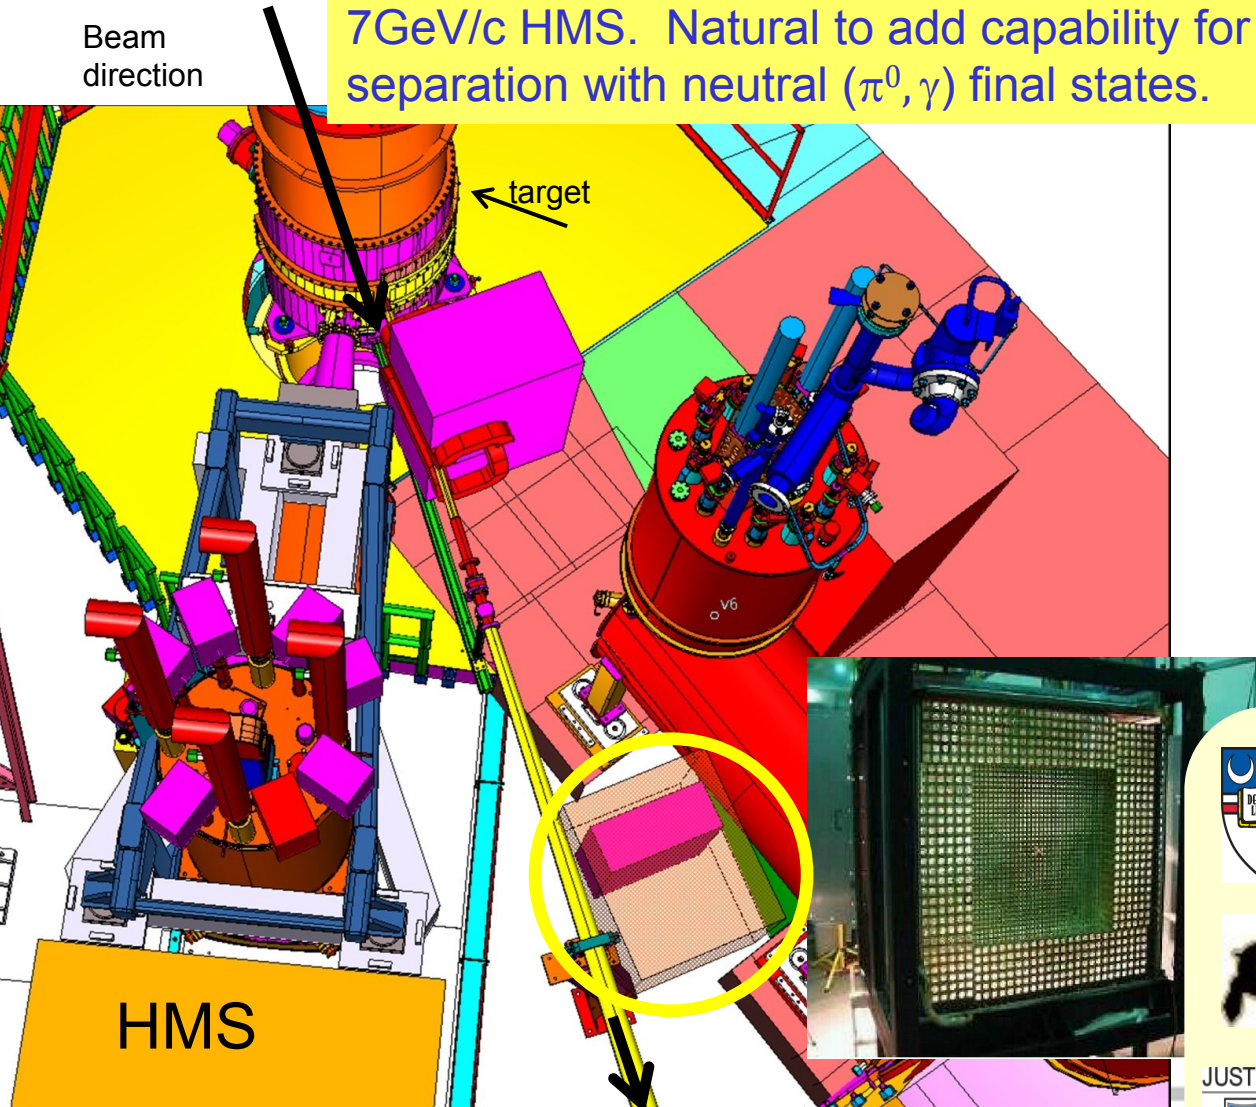 Beam
direction
7GeV/c HMS. Natural to add capability for
separation with neutral (π⁰, γ) final states.
target
V6
HMS
JUST